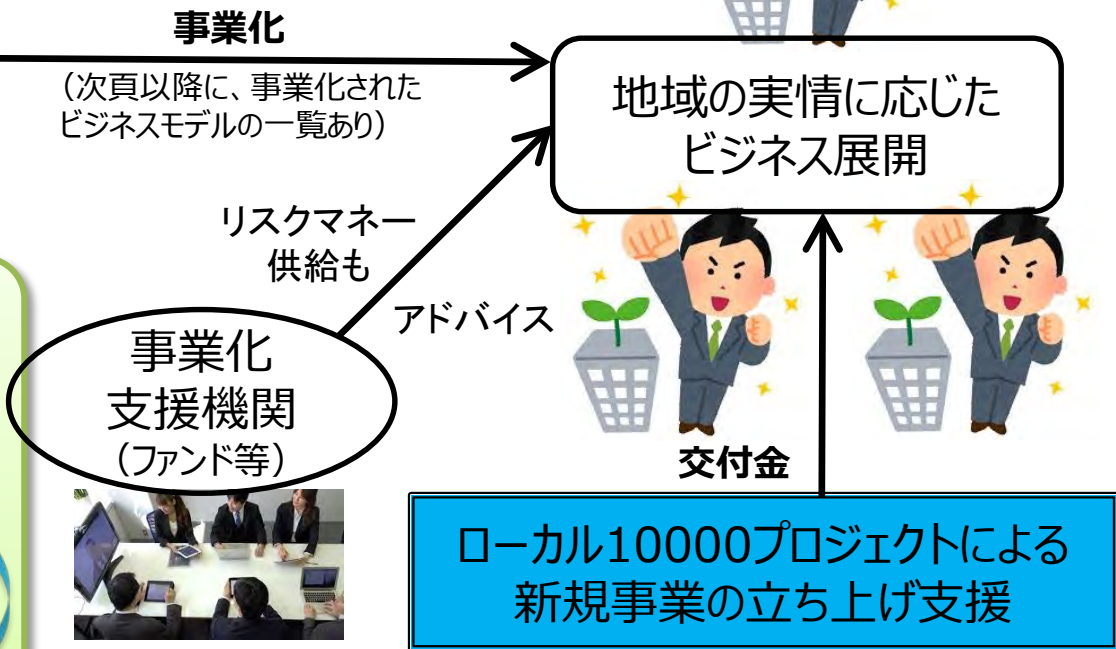 事業化
（次頁以降に、事業化された
ビジネスモデルの一覧あり）
地域の実情に応じた
ビジネス展開
リスクマネー
供給も
アドバイス
事業化
支援機関
（ファンド等）
交付金
ローカル10000プロジェクトによる
新規事業の立ち上げ支援